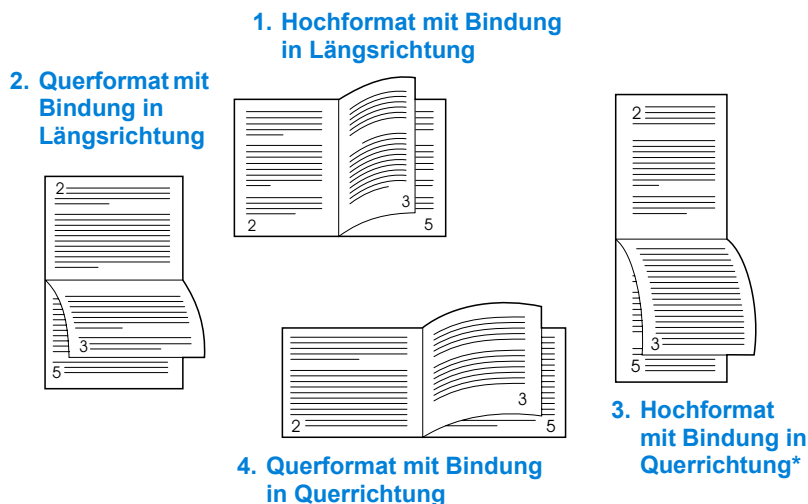 1. Hochformat mit Bindung
in Längsrichtung
2. Querformat mit
Bindung in
Längsrichtung
2
3
5
2
3
5
2
3
5
2
3
5
3. Hochformat
mit Bindung in
Querrichtung*
4. Querformat mit Bindung
in Querrichtung